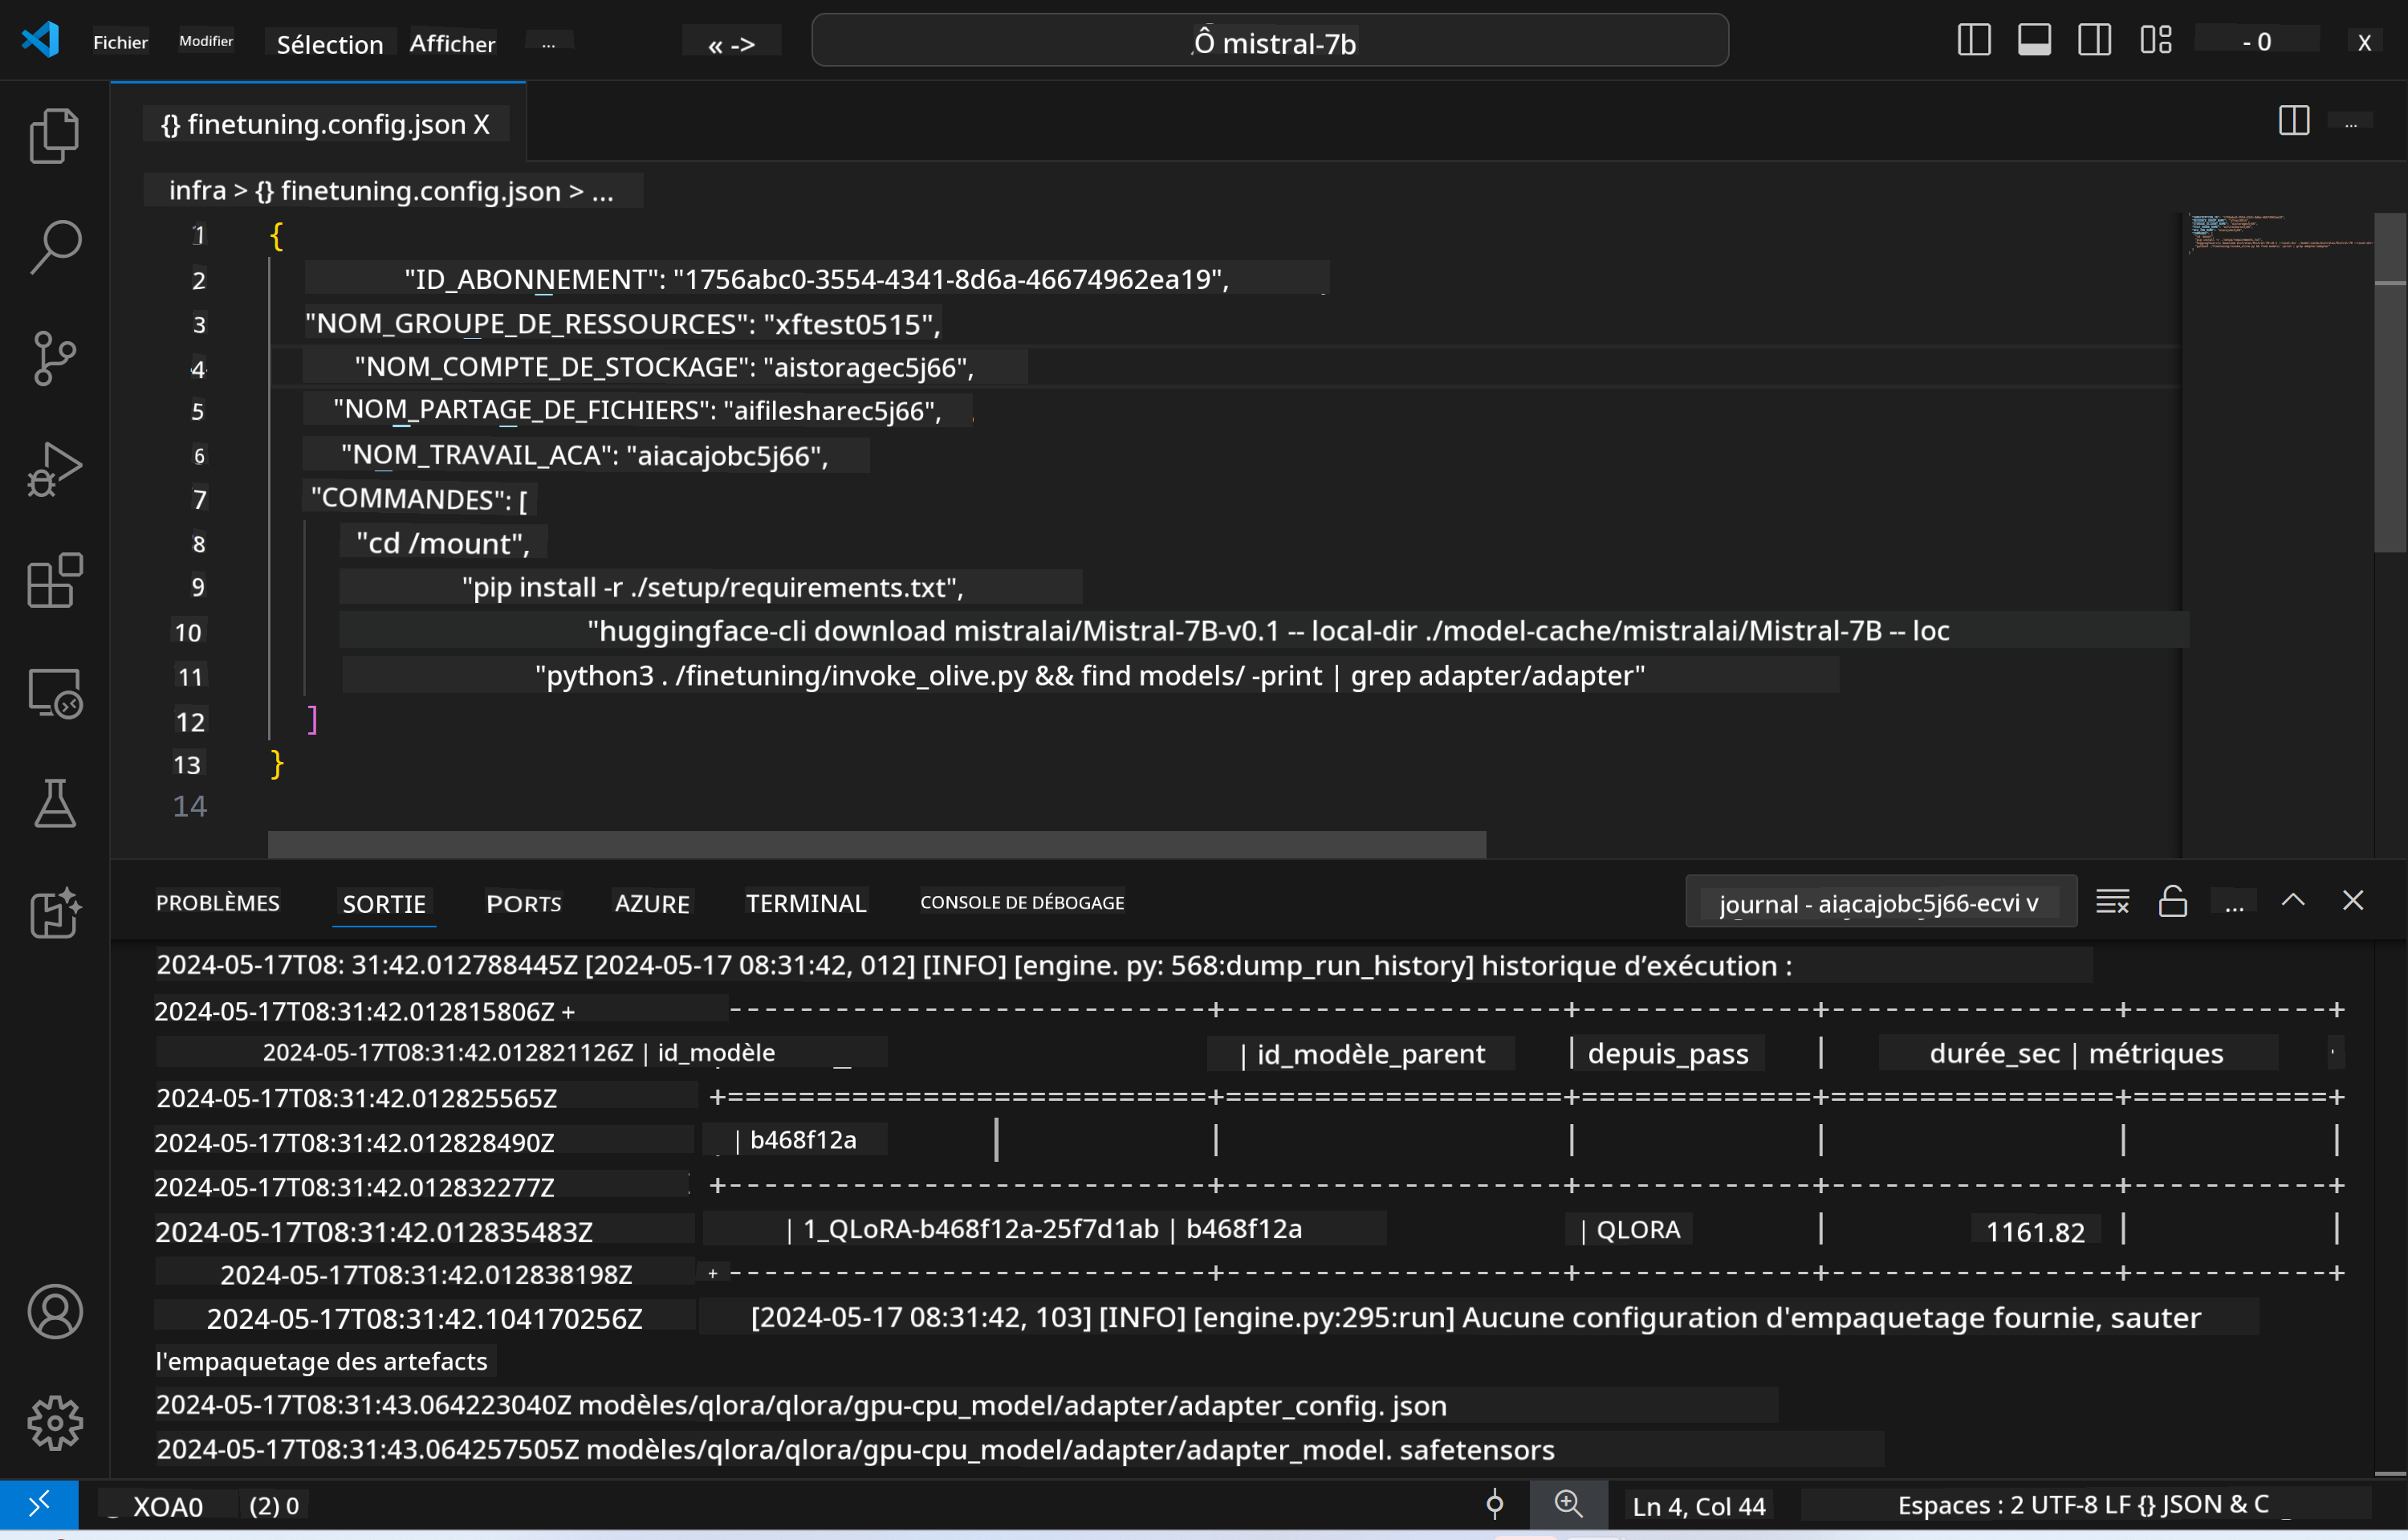 Fichier Modifier Sélection Afficher ... « -> Ô mistral-7b - 0 X
{} finetuning.config.json X ...
infra > {} finetuning.config.json > ...
1 {
2 "ID_ABONNEMENT": "1756abc0-3554-4341-8d6a-46674962ea19",
3 "NOM_GROUPE_DE_RESSOURCES": "xftest0515",
4 "NOM_COMPTE_DE_STOCKAGE": "aistoragec5j66",
5 "NOM_PARTAGE_DE_FICHIERS": "aifilesharec5j66",
6 "NOM_TRAVAIL_ACA": "aiacajobc5j66",
7 "COMMANDES": [
8 "cd /mount",
9 "pip install -r ./setup/requirements.txt",
10 "huggingface-cli download mistralai/Mistral-7B-v0.1 -- local-dir ./model-cache/mistralai/Mistral-7B -- loc
11 "python3 . /finetuning/invoke_olive.py && find models/ -print | grep adapter/adapter"
12 ]
13 }
14
PROBLÈMES SORTIE PORTS AZURE TERMINAL CONSOLE DE DÉBOGAGE journal - aiacajobc5j66-ecvi v ...
2024-05-17T08: 31:42.012788445Z [2024-05-17 08:31:42, 012] [INFO] [engine. py: 568:dump_run_history] historique d’exécution :
2024-05-17T08:31:42.012815806Z + ---------------------------+-------------------+-------------+----------------+-----------+
2024-05-17T08:31:42.012821126Z | id_modèle | id_modèle_parent | depuis_pass | durée_sec | métriques
2024-05-17T08:31:42.012825565Z +===========================+===================+=============+================+===========+
2024-05-17T08:31:42.012828490Z | b468f12a | | | | | |
2024-05-17T08:31:42.012832277Z +---------------------------+-------------------+-------------+----------------+-----------+
2024-05-17T08:31:42.012835483Z | 1_QLoRA-b468f12a-25f7d1ab | b468f12a | QLORA | 1161.82 | |
2024-05-17T08:31:42.012838198Z + ---------------------------+-------------------+-------------+----------------+-----------+
2024-05-17T08:31:42.104170256Z [2024-05-17 08:31:42, 103] [INFO] [engine.py:295:run] Aucune configuration d'empaquetage fournie, sauter
l'empaquetage des artefacts
2024-05-17T08:31:43.064223040Z modèles/qlora/qlora/gpu-cpu_model/adapter/adapter_config. json
2024-05-17T08:31:43.064257505Z modèles/qlora/qlora/gpu-cpu_model/adapter/adapter_model. safetensors
XOA0 (2) 0 Ln 4, Col 44 Espaces : 2 UTF-8 LF {} JSON & C